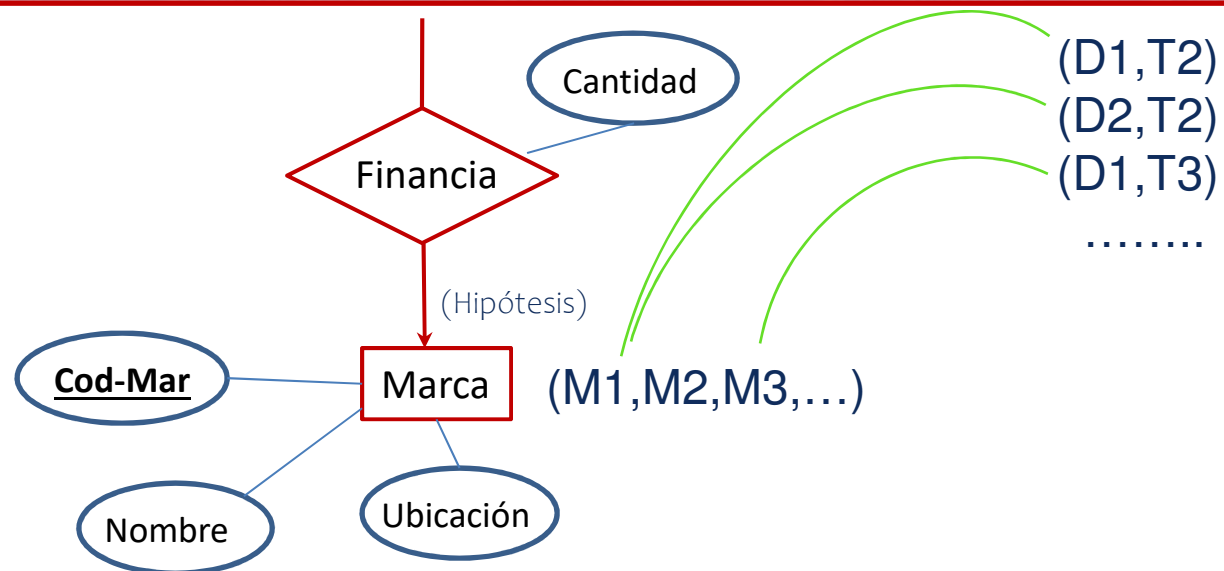 Cantidad
(D1,T2)
(D2,T2)
(D1,T3)
……..
Financia
(Hipótesis)
Cod-Mar
Marca
(M1,M2,M3,…)
Nombre
Ubicación